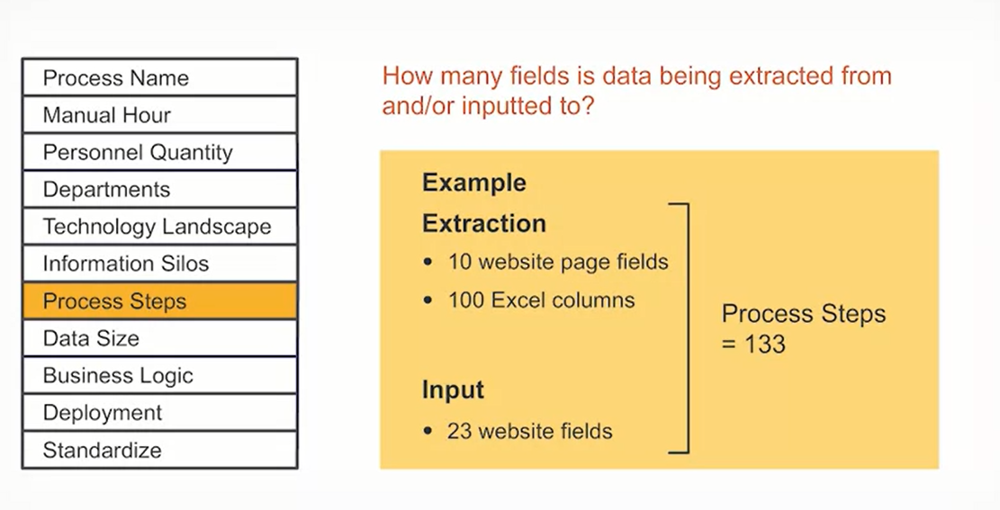 Process Name
Manual Hour
Personnel Quantity
Departments
Technology Landscape
Information Silos
Process Steps
Data Size
Business Logic
Deployment
Standardize
How many fields is data being extracted from
and/or inputted to?
Example
Extraction
• 10 website page fields
• 100 Excel columns
Input
• 23 website fields
Process Steps
= 133